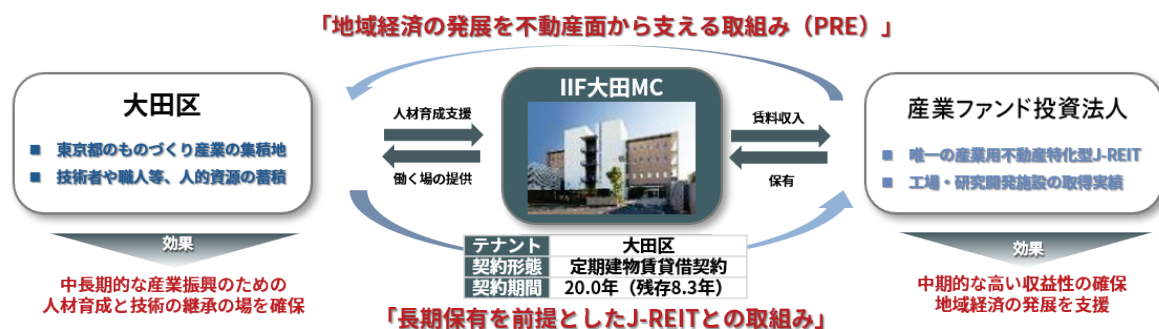 「地域経済の発展を不動産面から支える取組み（PRE）」
大田区
■ 東京都のものづくり産業の集積地
■ 技術者や職人等、人的資源の蓄積
効果
中長期的な産業振興のための
人材育成と技術の継承の場を確保
人材育成支援
働く場の提供
IIF大田MC
賃料収入
保有
テナント 大田区
契約形態 定期建物賃貸借契約
契約期間 20.0年（残存8.3年）
「長期保有を前提としたJ-REITとの取組み」
産業ファンド投資法人
■ 唯一の産業用不動産特化型J-REIT
■ 工場・研究開発施設の取得実績
効果
中期的な高い収益性の確保
地域経済の発展を支援